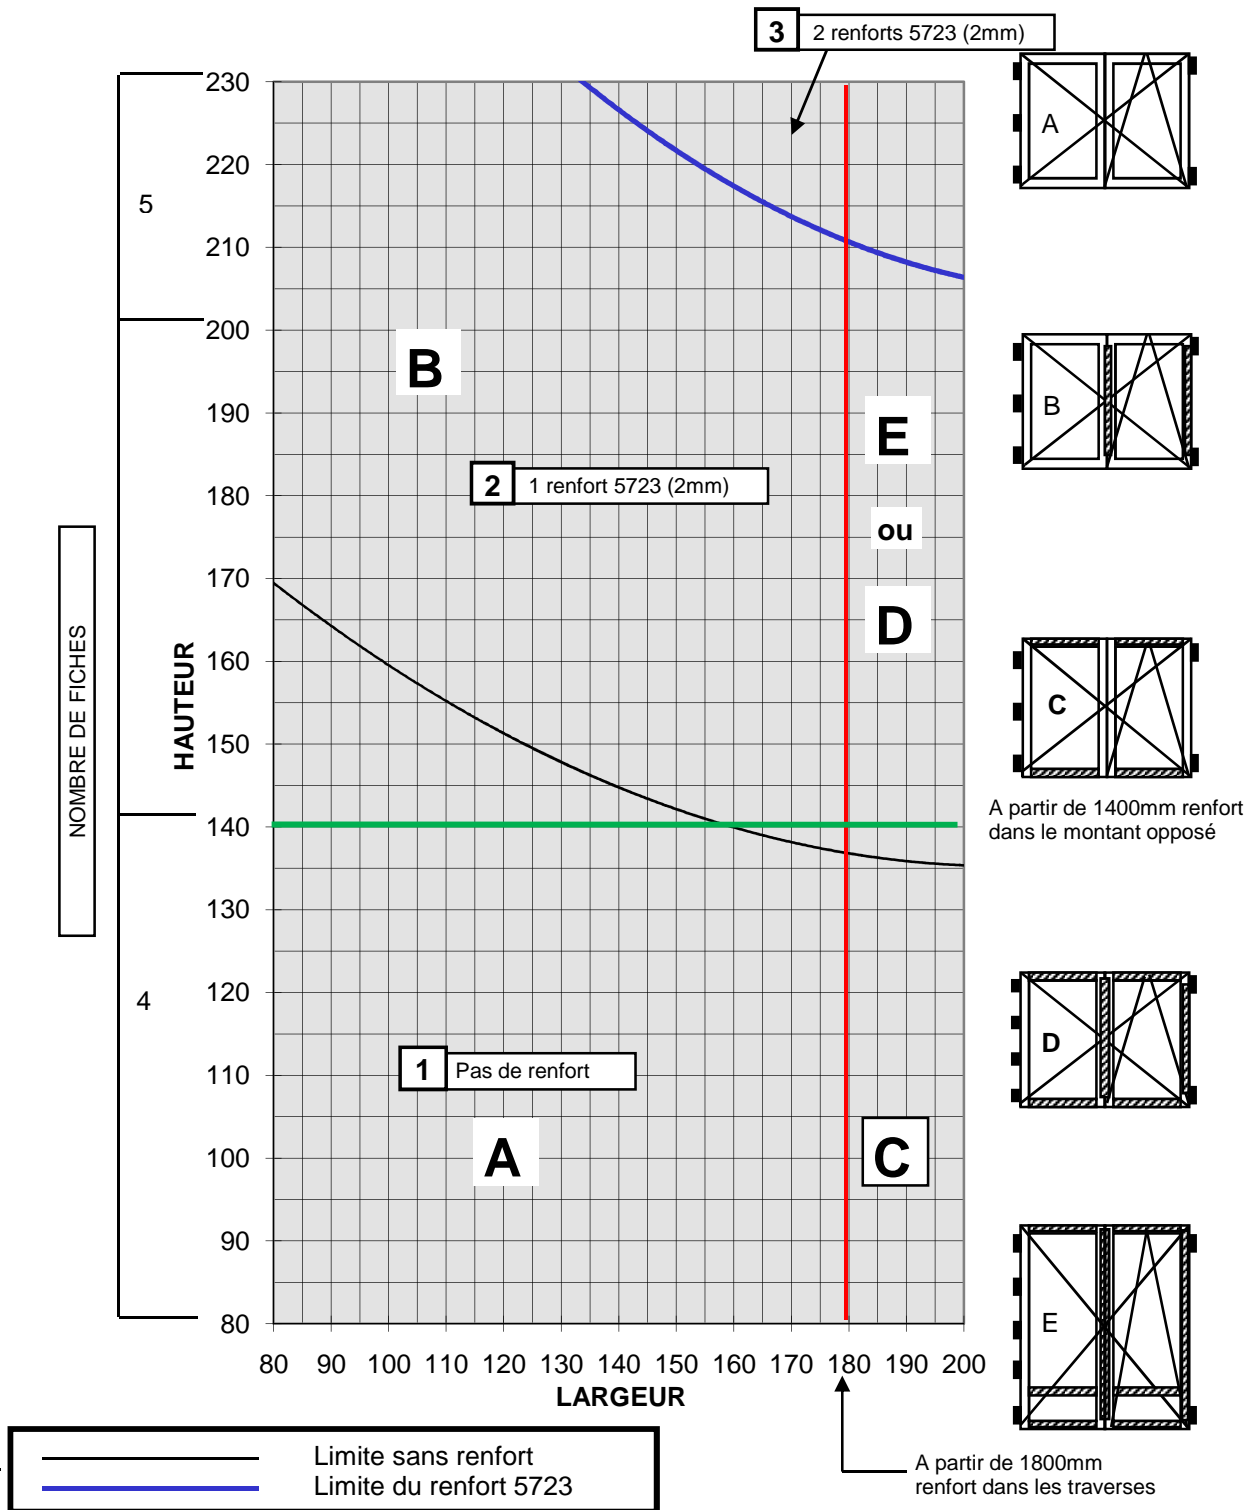 3 2 renforts 5723 (2mm)
230
220
210
200
190
180
170
160
150
140
130
120
110
100
90
80
5
4
NOMBRE DE FICHES
HAUTEUR
B
2 1 renfort 5723 (2mm)
E
ou
D
1 Pas de renfort
A
C
80 90 100 110 120 130 140 150 160 170 180 190 200
LARGEUR
A
B
C
A partir de 1400mm renfort
dans le montant opposé
D
E
A partir de 1800mm
renfort dans les traverses
Limite sans renfort
Limite du renfort 5723